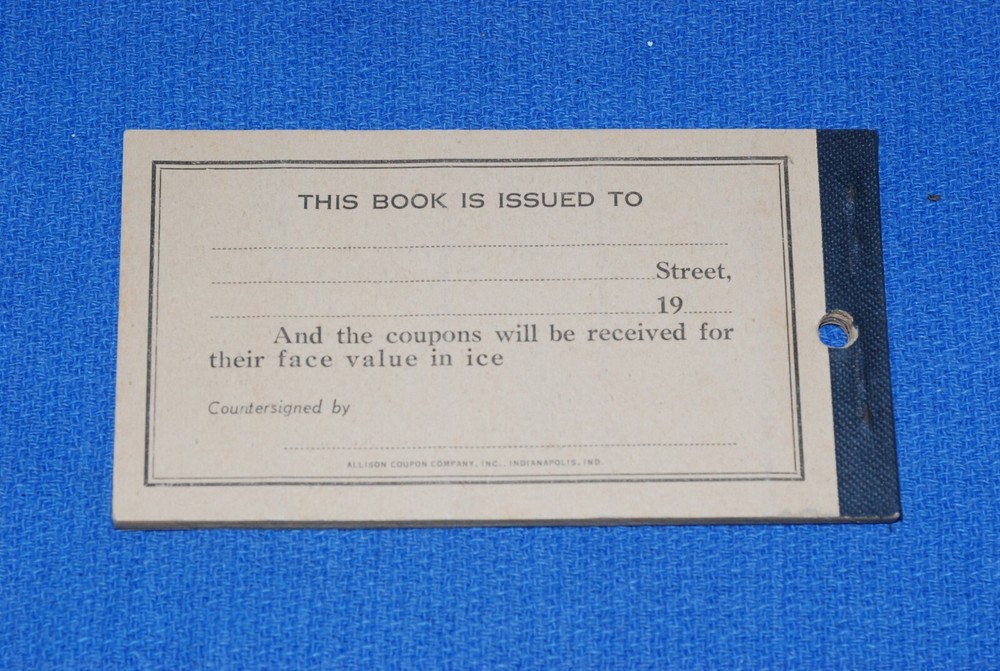 THIS BOOK IS ISSUED TO
Street,
19
And the coupons will be received for
their face value in ice
Countersigned by
ALLISON COUPON COMPANY, INC., INDIANAPOLIS, IND.